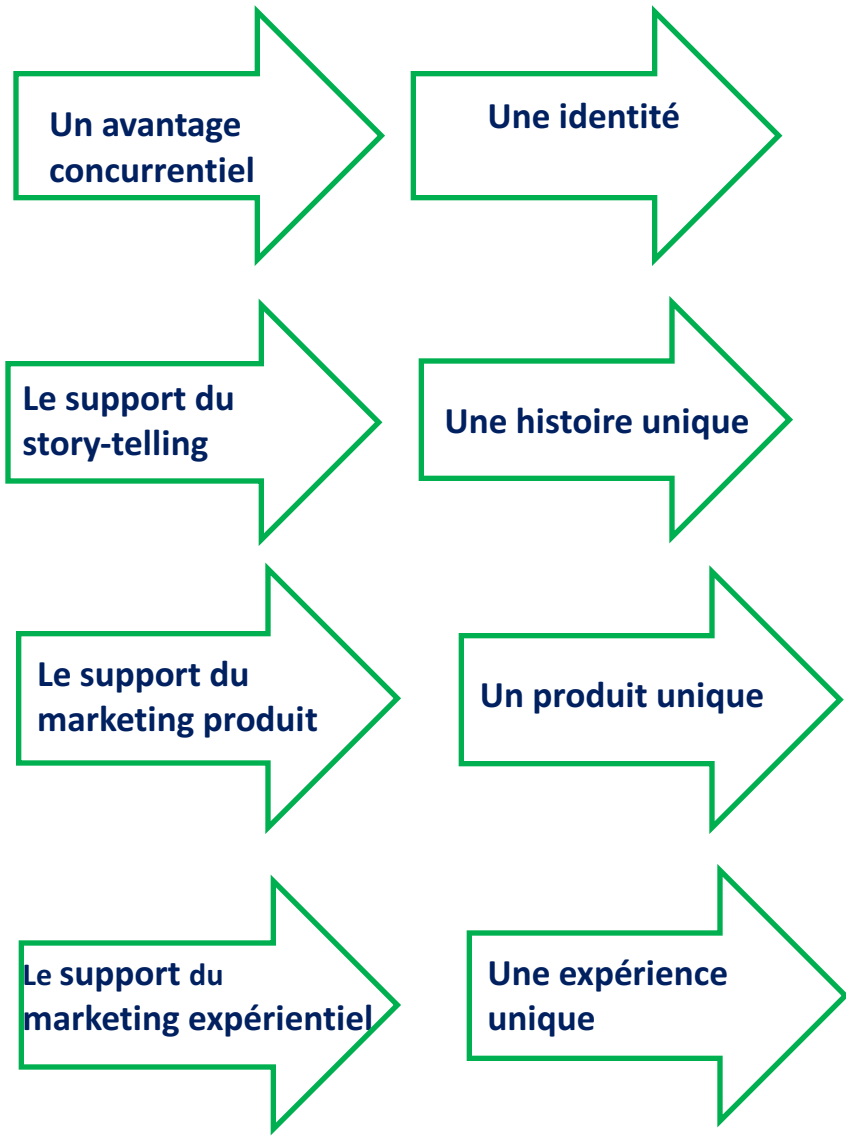 Un avantage
concurrentiel
Une identité
Le support du
story-telling
Une histoire unique
Le support du
marketing produit
Un produit unique
Le support du
marketing expérientiel
Une expérience
unique